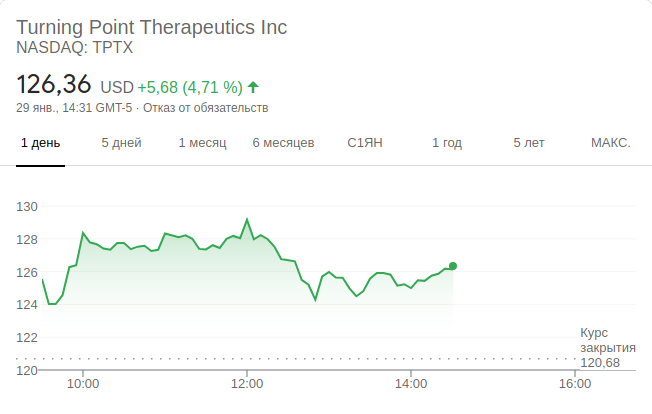 Turning Point Therapeutics Inc
NASDAQ: TPTX
126,36 USD +5,68 (4,71 %)
29 янв., 14:31 GMT-5 · Отказ от обязательств
1 день 5 дней 1 месяц 6 месяцев С1ЯН 1 год 5 лет МАКС.
130
128
126
124
122
Курс
закрытия
120,68
120
10:00 12:00 14:00 16:00